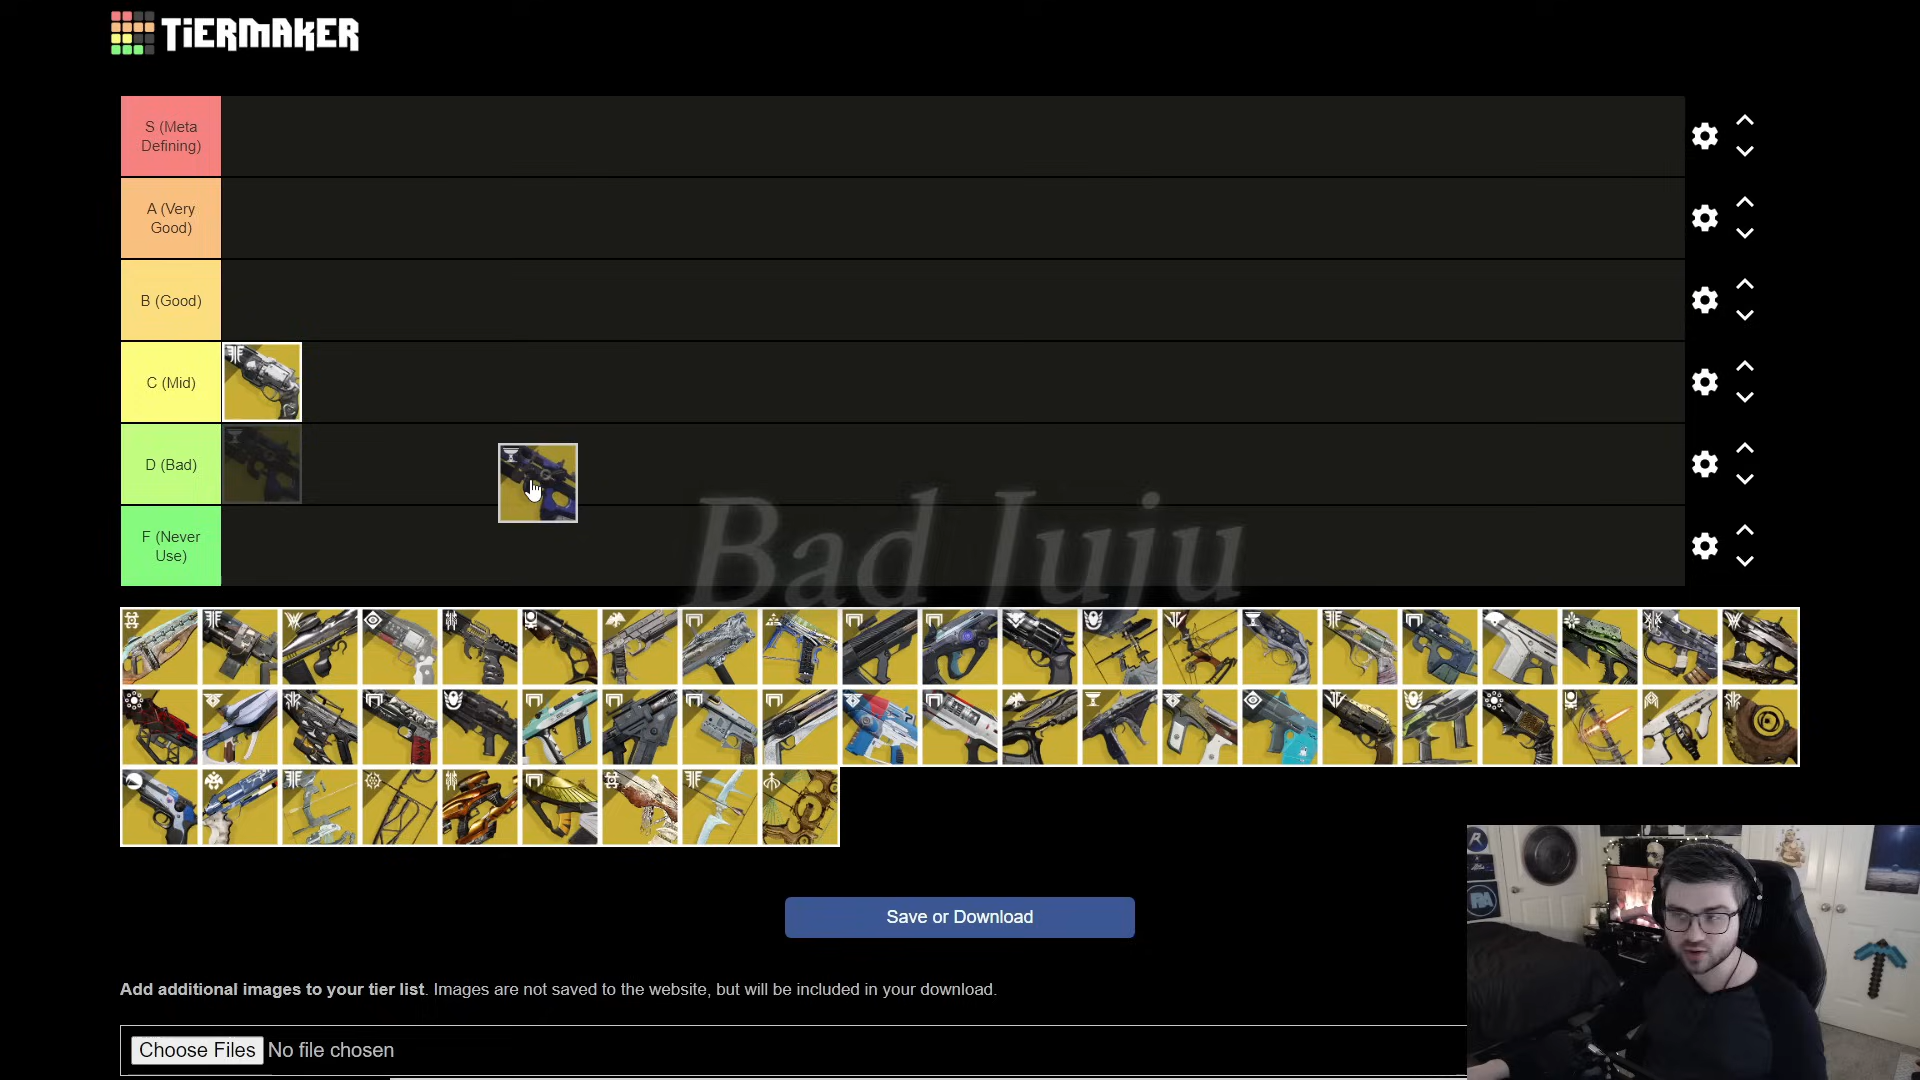 TiERMAKER
S (Meta
Defining)
A (Very
Good)
B (Good)
C (Mid)
D (Bad)
F (Never
Use)
Bad Juju
Save or Download
Add additional images to your tier list. Images are not saved to the website, but will be included in your download.
Choose Files No file chosen